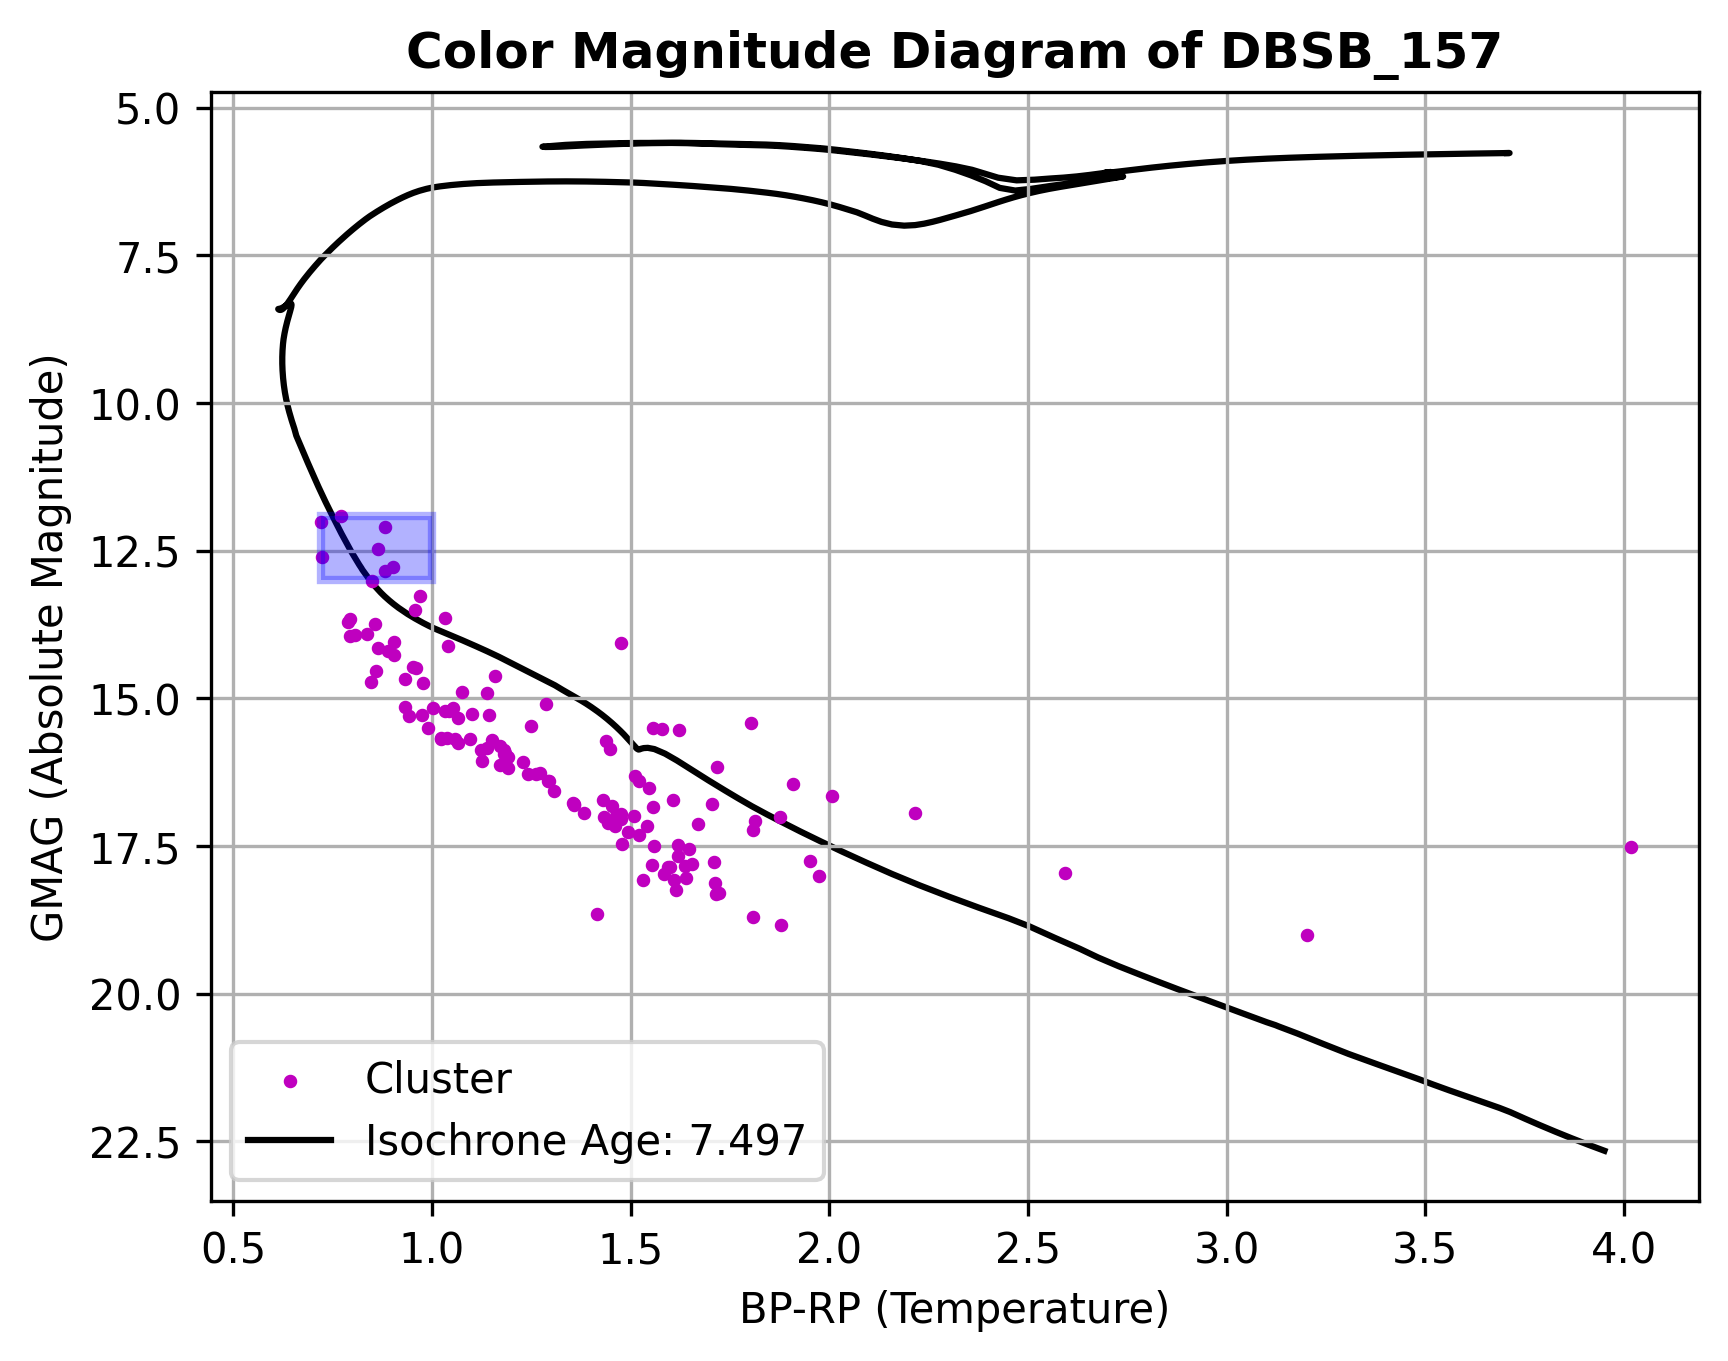 Color Magnitude Diagram of DBSB_157
GMAG (Absolute Magnitude)
5.0
7.5
10.0
12.5
15.0
17.5
20.0
22.5
Cluster
Isochrone Age: 7.497
0.5 1.0 1.5 2.0 2.5 3.0 3.5 4.0
BP-RP (Temperature)